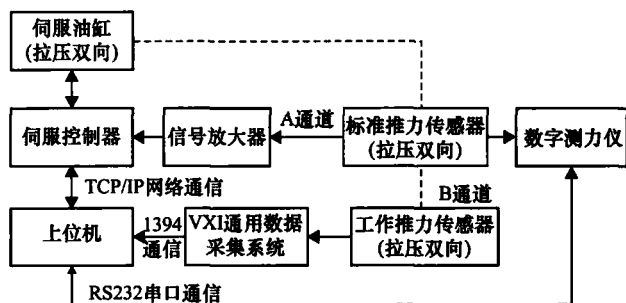 伺服油缸
(拉压双向)
A通道
伺服控制器
信号放大器
标准推力传感器
(拉压双向)
数字测力仪
TCP/IP网络通信
B通道
上位机
1394
通信
VXI通用数据
采集系统
工作推力传感器
(拉压双向)
RS232串口通信